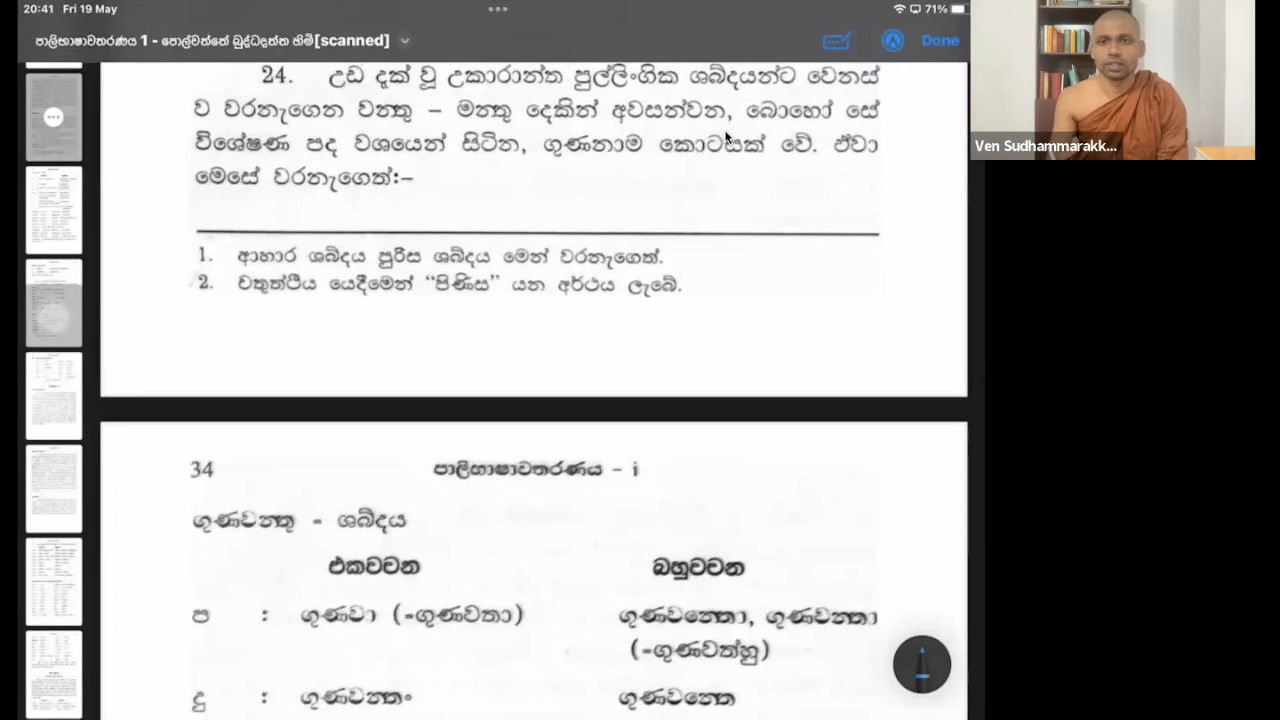 20:41 Fri 19 May
71%
පාලිභාෂාවතරණය 1 - පොල්වත්තේ බුද්ධදත්ත හිමි[scanned]
Done
24. උඩ දක් වූ උකාරාන්ත පුල්ලිංගික ශබ්දයන්ට වෙනස්
ව වරනැගෙන වන්තු – මන්තු දෙකින් අවසන්වන, බොහෝ සේ
විශේෂණ පද වශයෙන් සිටින, ගුණනාම කොටසක් වේ. ඒවා
මෙසේ වරනැගෙත්:–
1. ආහාර ශබ්දය පුරිස ශබ්දය මෙන් වරනැගෙත්.
2. චතුත්ථිය යෙදීමෙන් “පිණිස” යන අර්ථය ලැබේ.
34 පාලිභාෂාවතරණය – i
ගුණවන්තු – ශබ්දය
එකවචන බහුවචන
ප : ගුණවා (=ගුණවතා) ගුණවන්තො, ගුණවන්තා
(=ගුණවත්හු)
දු : ගුණවන්තං ගුණවන්තෙ
Ven Sudhammarakk...